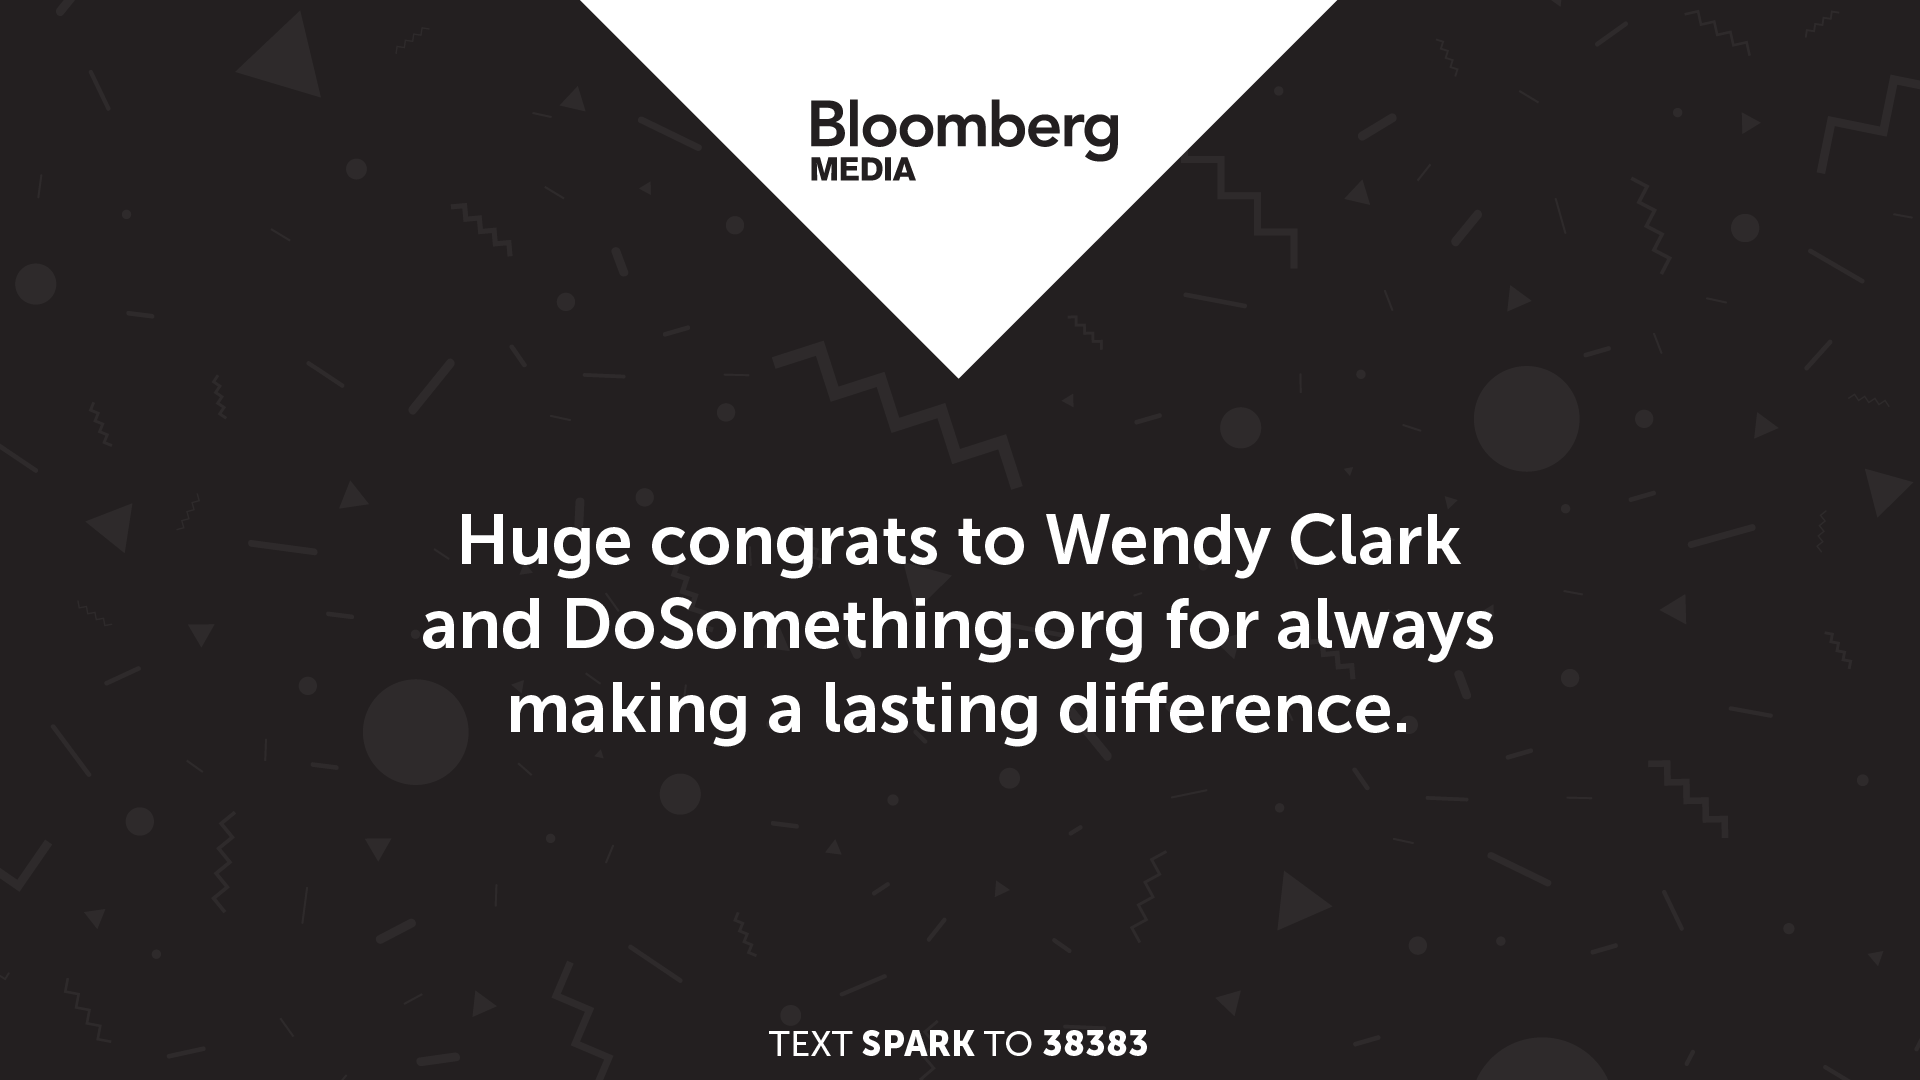 Bloomberg
MEDIA
Huge congrats to Wendy Clark
and DoSomething.org for always
making a lasting difference.
TEXT SPARK TO 38383